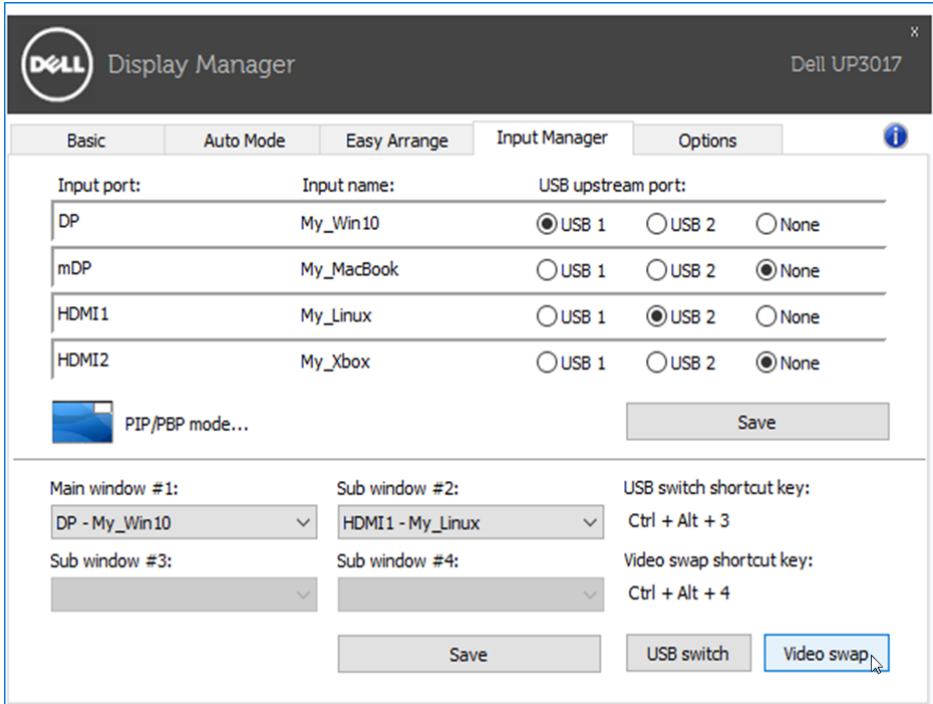 x
DELL Display Manager Dell UP3017
Basic Auto Mode Easy Arrange Input Manager Options i
Input port: Input name: USB upstream port:
DP My_Win10 USB 1 USB 2 None
mDP My_MacBook USB 1 USB 2 None
HDMI1 My_Linux USB 1 USB 2 None
HDMI2 My_Xbox USB 1 USB 2 None
PIP/PBP mode... Save
Main window #1: Sub window #2: USB switch shortcut key:
DP - My_Win10 HDMI1 - My_Linux Ctrl + Alt + 3
Sub window #3: Sub window #4: Video swap shortcut key:
Ctrl + Alt + 4
Save USB switch Video swap